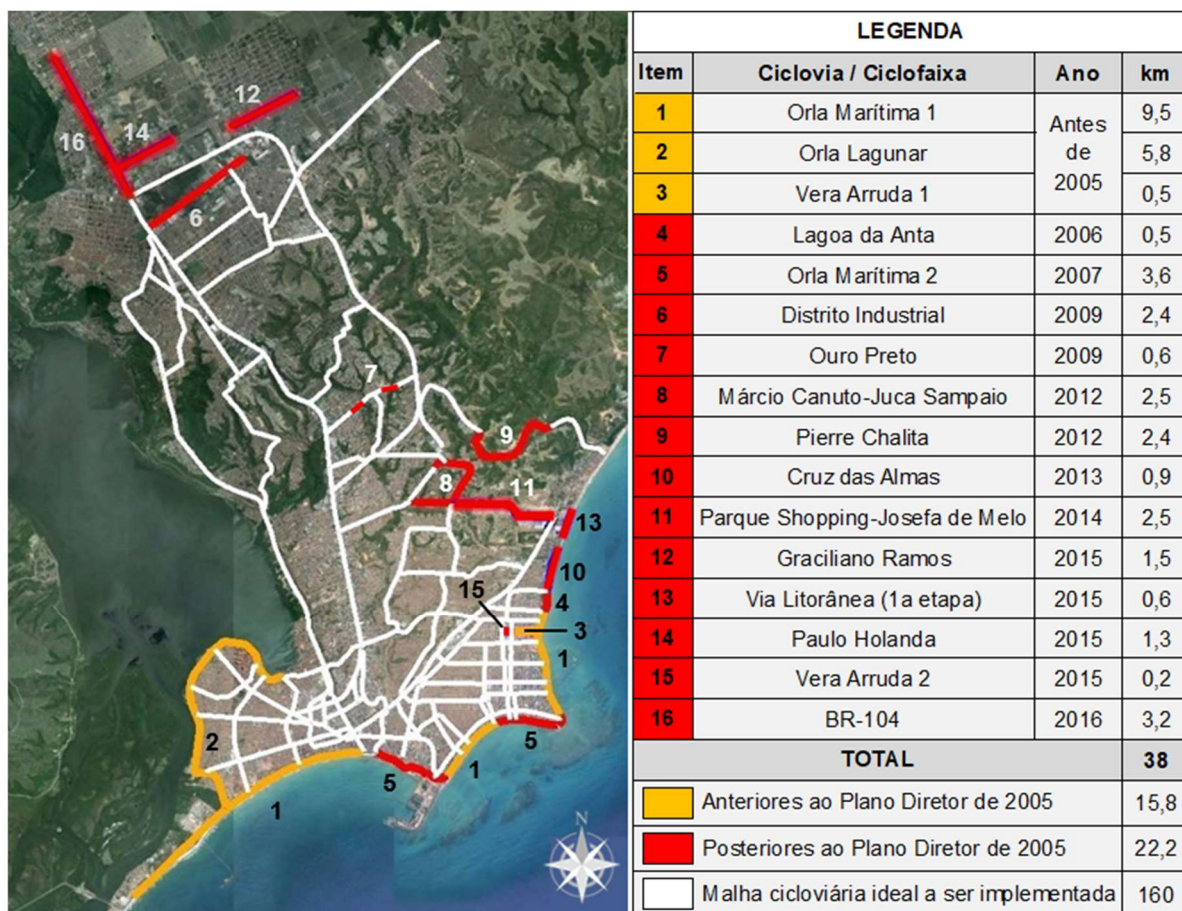 LEGENDA
Item Ciclovia / Ciclofaixa Ano km
1 Orla Marítima 1 Antes de 2005 9,5
2 Orla Lagunar 5,8
3 Vera Arruda 1 0,5
4 Lagoa da Anta 2006 0,5
5 Orla Marítima 2 2007 3,6
6 Distrito Industrial 2009 2,4
7 Ouro Preto 2009 0,6
8 Márcio Canuto-Juca Sampaio 2012 2,5
9 Pierre Chalita 2012 2,4
10 Cruz das Almas 2013 0,9
11 Parque Shopping-Josefa de Melo 2014 2,5
12 Graciliano Ramos 2015 1,5
13 Via Litorânea (1a etapa) 2015 0,6
14 Paulo Holanda 2015 1,3
15 Vera Arruda 2 2015 0,2
16 BR-104 2016 3,2
TOTAL 38
Anteriores ao Plano Diretor de 2005 15,8
Posteriores ao Plano Diretor de 2005 22,2
Malha cicloviária ideal a ser implementada 160
12
14
16
6
7
9
8
11
13
10
15
4
3
1
2
5
1
5
1
N